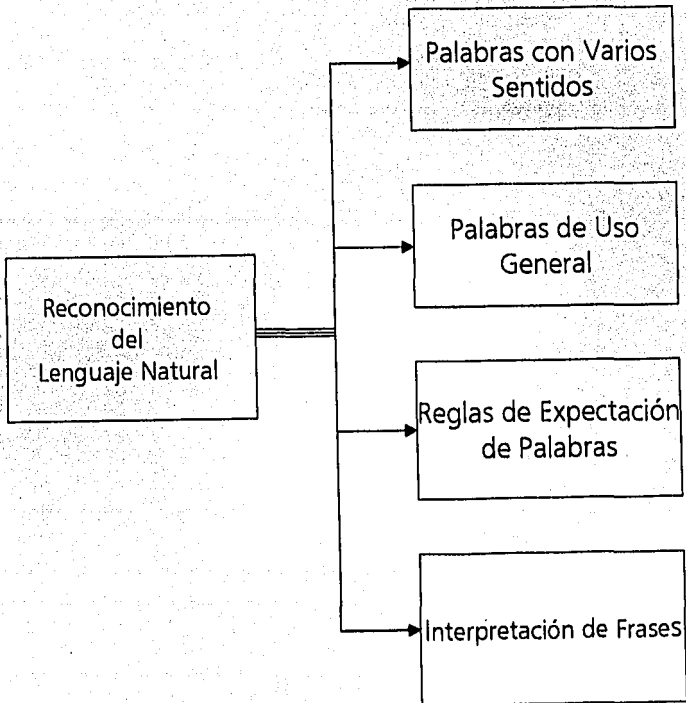 Palabras con Varios
Sentidos
Palabras de Uso
General
Reconocimiento
del
Lenguaje Natural
Reglas de Expectación
de Palabras
Interpretación de Frases